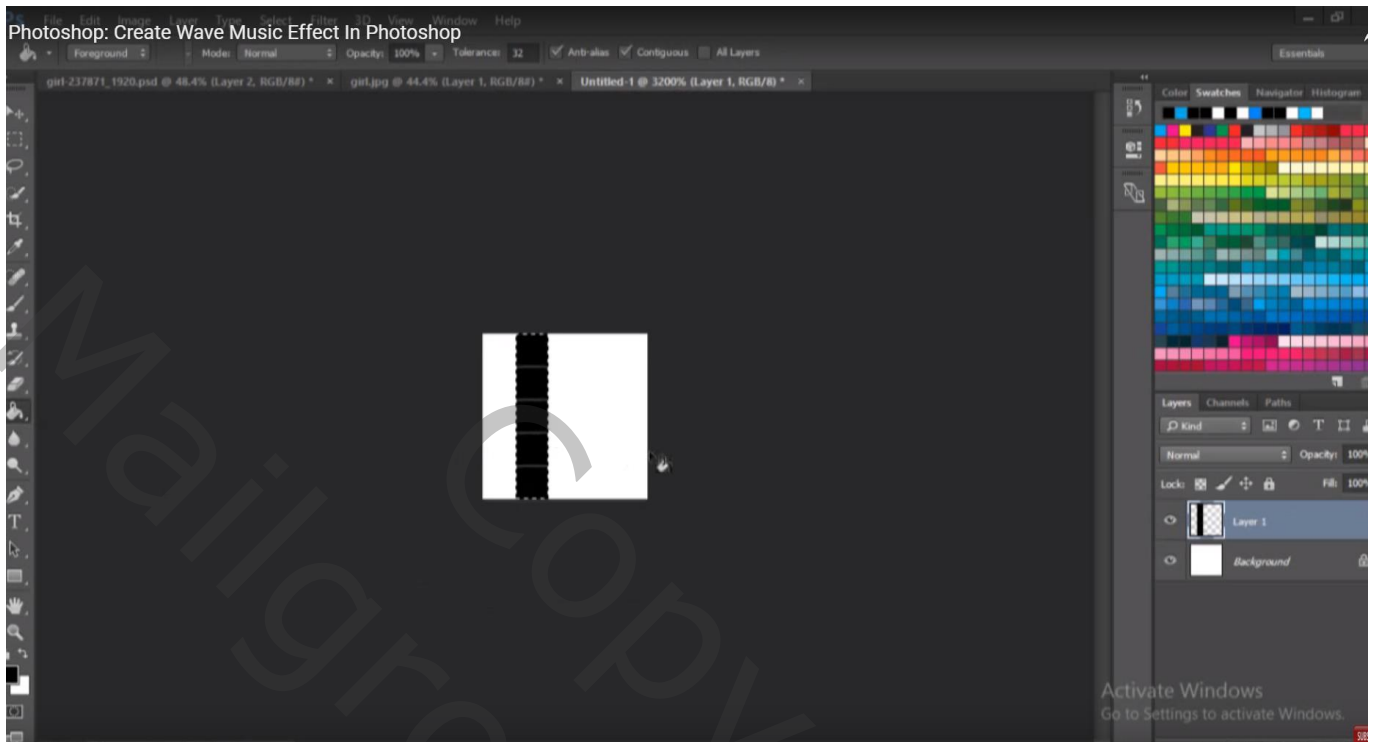 File Edit Image Layer Type Select Filter 3D View Window Help
Photoshop: Create Wave Music Effect In Photoshop
Foreground Mode: Normal Opacity: 100% Tolerance: 32 Anti-alias Contiguous All Layers Essentials
girl-237871_1920.psd @ 48.4% (Layer 2, RGB/8#) * × girl.jpg @ 44.4% (Layer 1, RGB/8#) * × Untitled-1 @ 3200% (Layer 1, RGB/8) * ×
Color Swatches Navigator Histogram
Layers Channels Paths
Kind
Normal Opacity: 100%
Lock: Fill: 100%
Layer 1
Background
Mailgro
Copy
Activate Windows
Go to Settings to activate Windows.